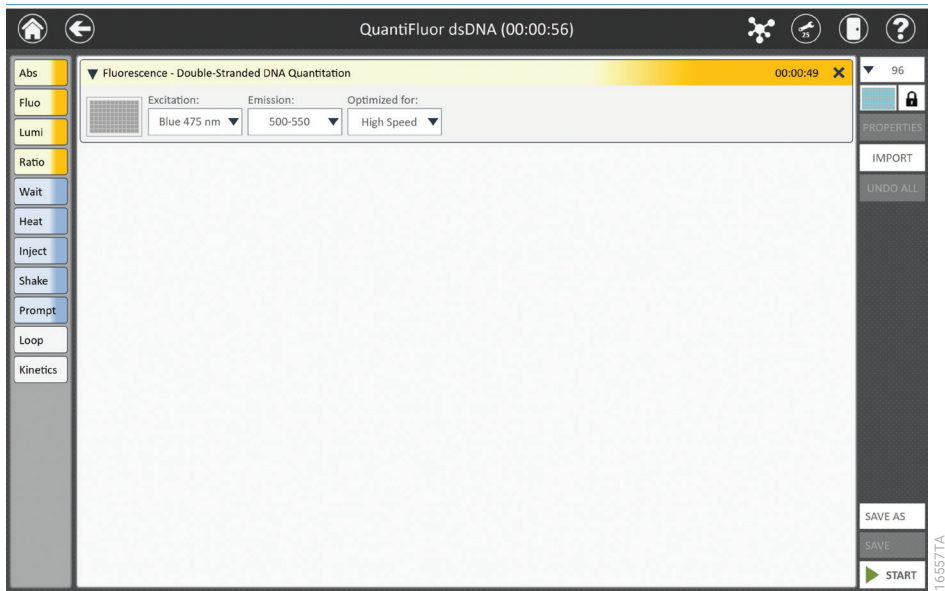 QuantiFluor dsDNA (00:00:56)
25
?
Abs
Fluo
Lumi
Ratio
Wait
Heat
Inject
Shake
Prompt
Loop
Kinetics
Fluorescence - Double-Stranded DNA Quantitation 00:00:49
Excitation: Emission: Optimized for:
Blue 475 nm 500-550 High Speed
96
PROPERTIES
IMPORT
UNDO ALL
SAVE AS
SAVE
START
16557TA